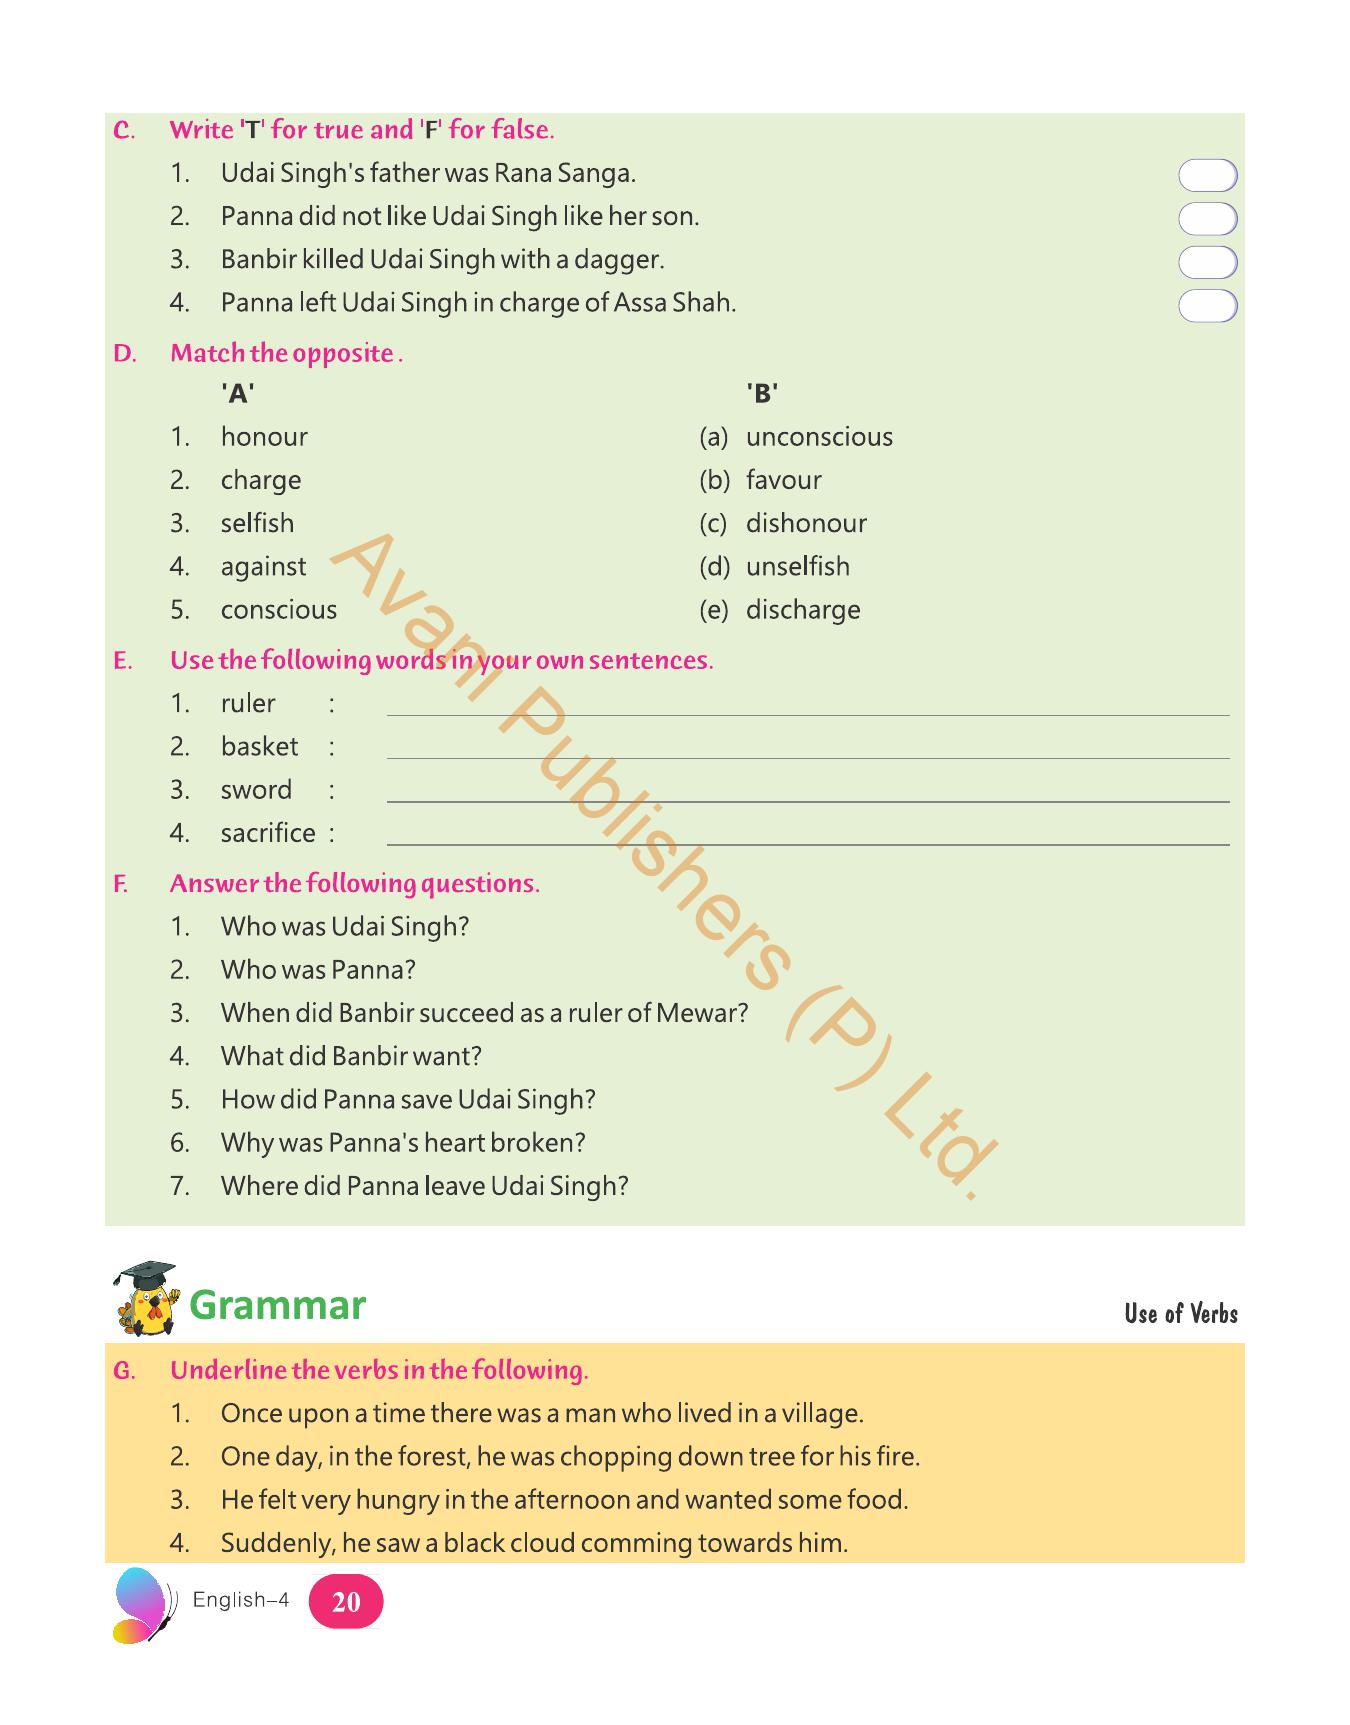 C. Write 'T' for true and 'F' for false.
1. Udai Singh's father was Rana Sanga.
2. Panna did not like Udai Singh like her son.
3. Banbir killed Udai Singh with a dagger.
4. Panna left Udai Singh in charge of Assa Shah.
D. Match the opposite .
'A' 'B'
1. honour (a) unconscious
2. charge (b) favour
3. selfish (c) dishonour
4. against (d) unselfish
5. conscious (e) discharge
E. Use the following words in your own sentences.
1. ruler :
2. basket :
3. sword :
4. sacrifice :
F. Answer the following questions.
1. Who was Udai Singh?
2. Who was Panna?
3. When did Banbir succeed as a ruler of Mewar?
4. What did Banbir want?
5. How did Panna save Udai Singh?
6. Why was Panna's heart broken?
7. Where did Panna leave Udai Singh?
Avani Publishers (P) Ltd.
Grammar Use of Verbs
G. Underline the verbs in the following.
1. Once upon a time there was a man who lived in a village.
2. One day, in the forest, he was chopping down tree for his fire.
3. He felt very hungry in the afternoon and wanted some food.
4. Suddenly, he saw a black cloud comming towards him.
English–4 20